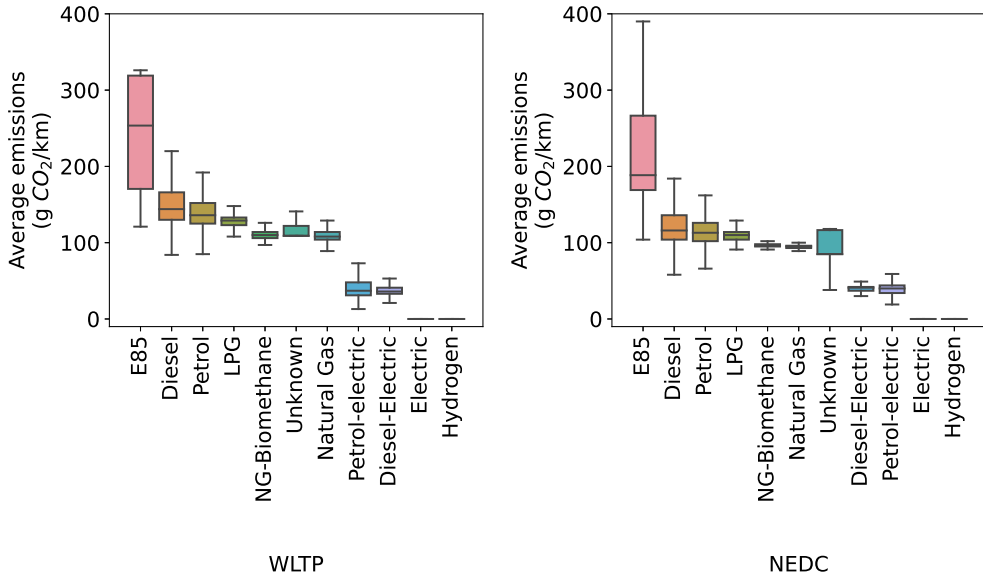 400
300
200
100
0
Average emissions
(g CO₂/km)
E85
Diesel
Petrol
LPG
NG-Biomethane
Unknown
Natural Gas
Petrol-electric
Diesel-Electric
Electric
Hydrogen
WLTP
400
300
200
100
0
Average emissions
(g CO₂/km)
E85
Diesel
Petrol
LPG
NG-Biomethane
Natural Gas
Unknown
Diesel-Electric
Petrol-electric
Electric
Hydrogen
NEDC